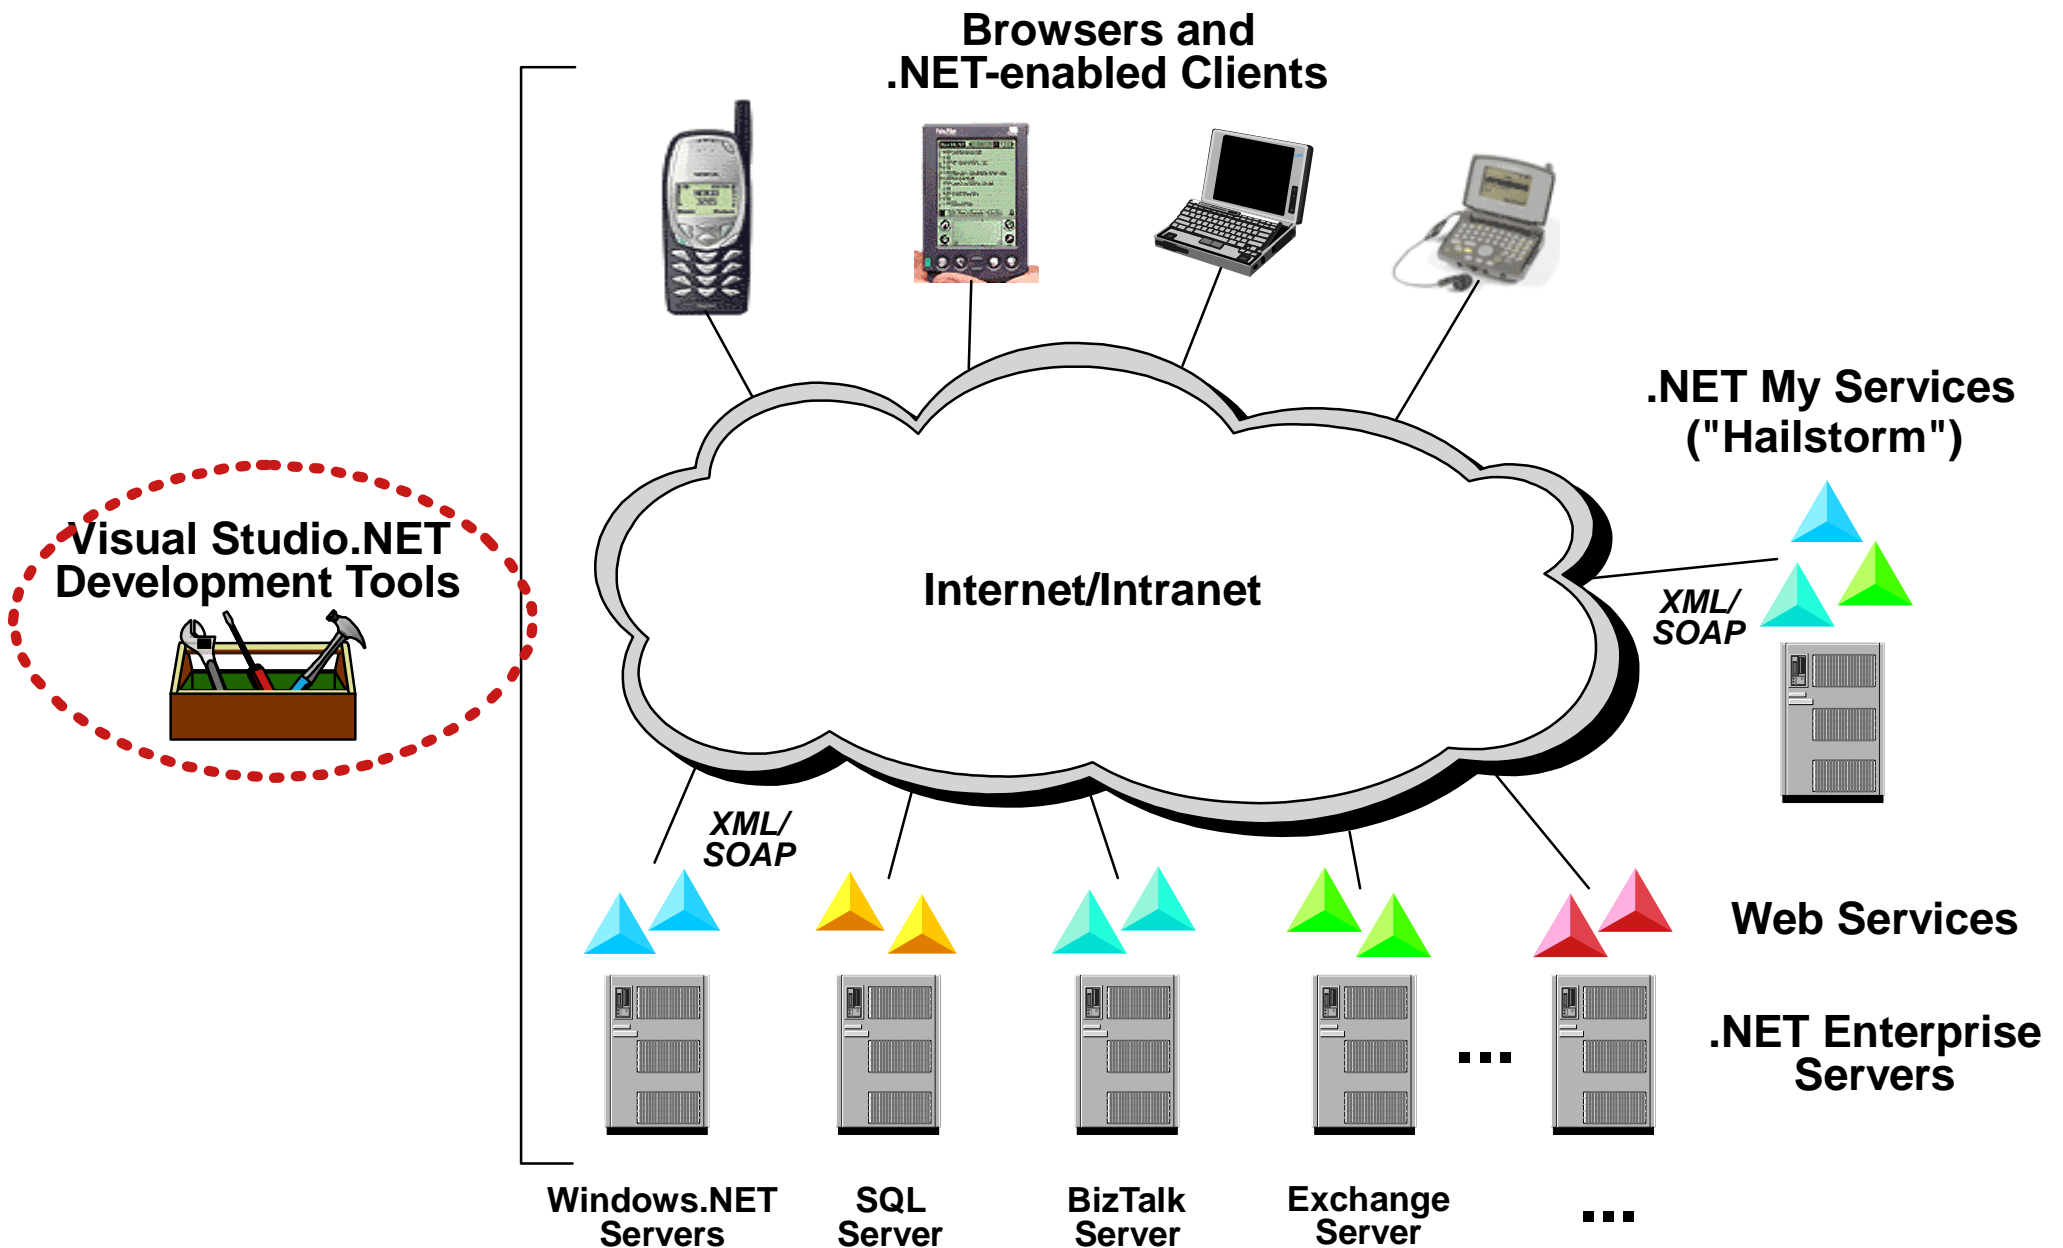 Browsers and
.NET-enabled Clients
.NET My Services
("Hailstorm")
Visual Studio.NET
Development Tools
Internet/Intranet
XML/
SOAP
XML/
SOAP
Web Services
.NET Enterprise
Servers
...
Windows.NET
Servers
SQL
Server
BizTalk
Server
Exchange
Server
...